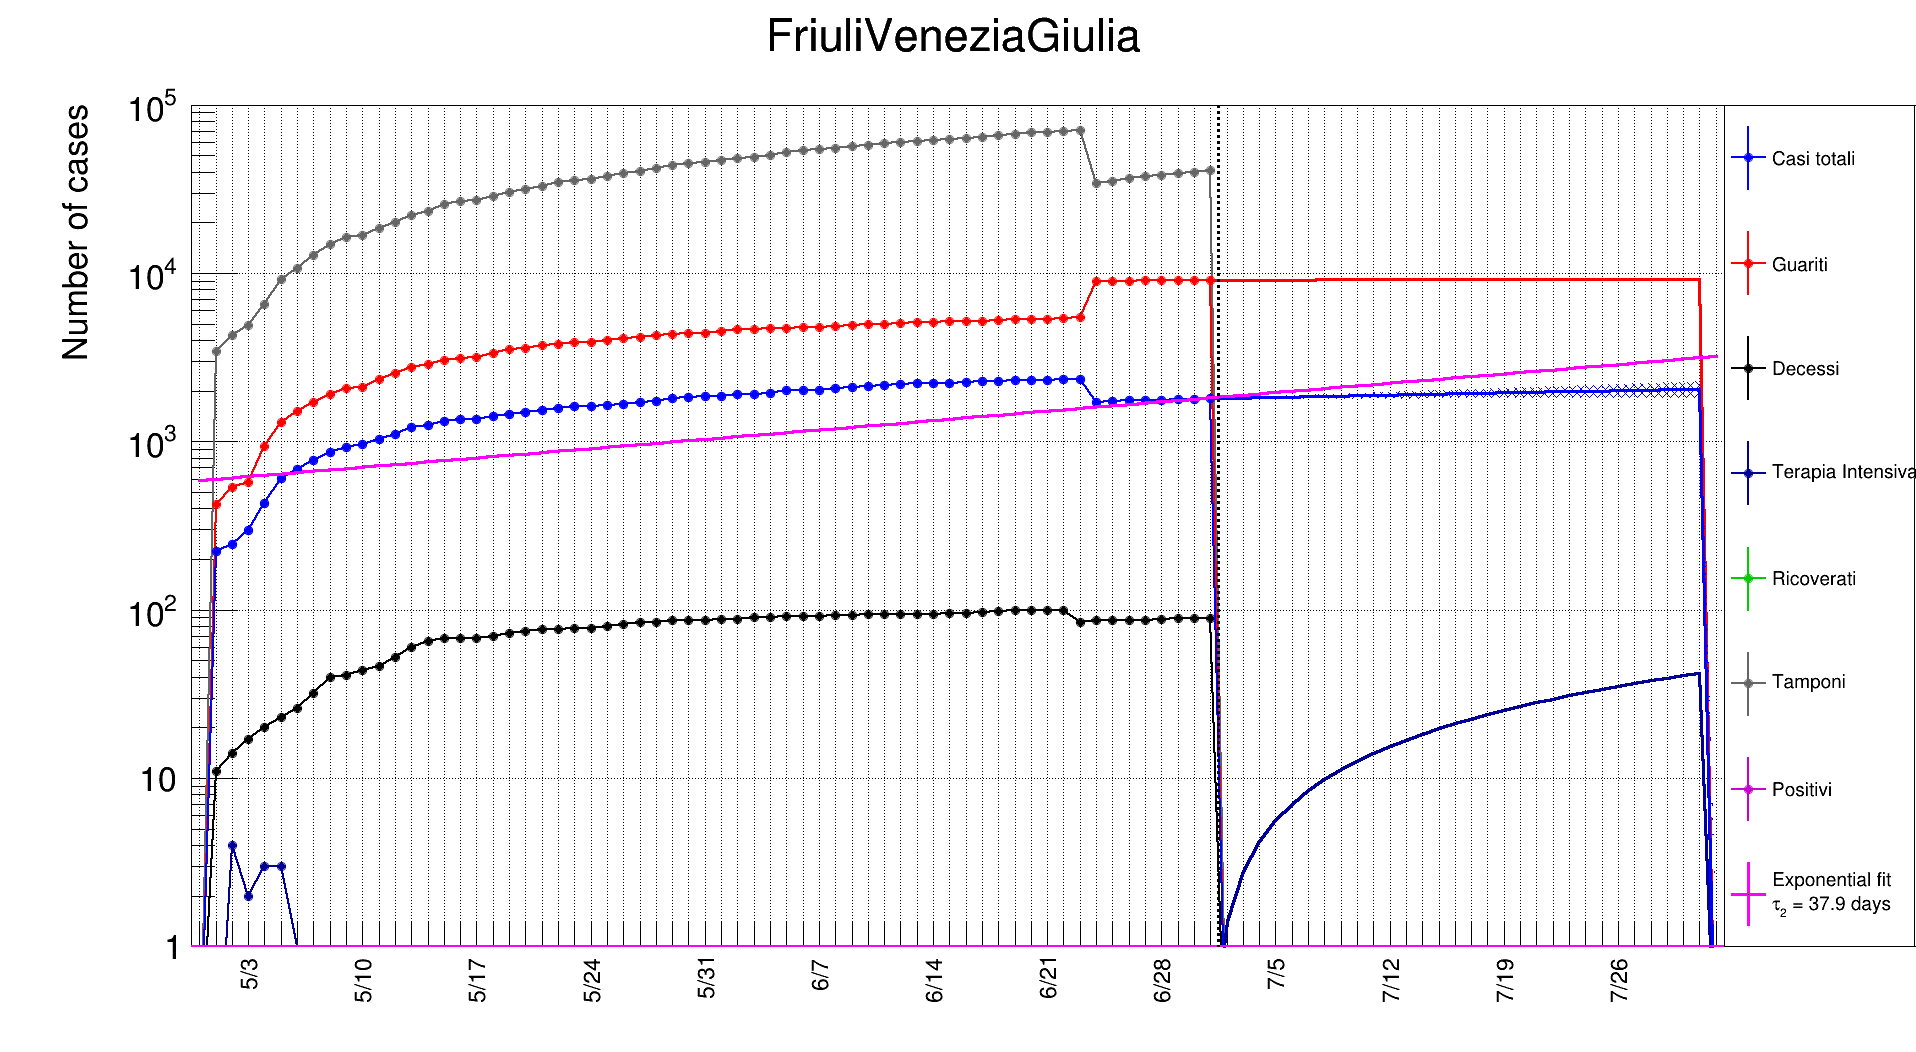 FriuliVeneziaGiulia
Number of cases
10^5
10^4
10^3
10^2
10
1
5/3
5/10
5/17
5/24
5/31
6/7
6/14
6/21
6/28
7/5
7/12
7/19
7/26
Casi totali
Guariti
Decessi
Terapia Intensiva
Ricoverati
Tamponi
Positivi
Exponential fit
τ₂ = 37.9 days